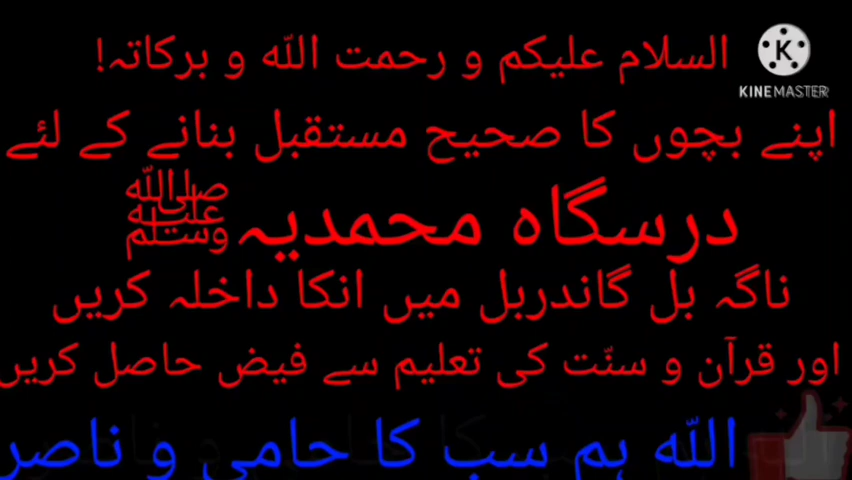 السلام علیکم و رحمت اللہ و برکاتہ!
KINEMASTER
اپنے بچوں کا صحیح مستقبل بنانے کے لئے
درسگاہ محمدیہ ﷺ
ناگہ بل گاندربل میں انکا داخلہ کریں
اور قرآن و سنّت کی تعلیم سے فیض حاصل کریں
اللہ ہم سب کا حامی و ناصر